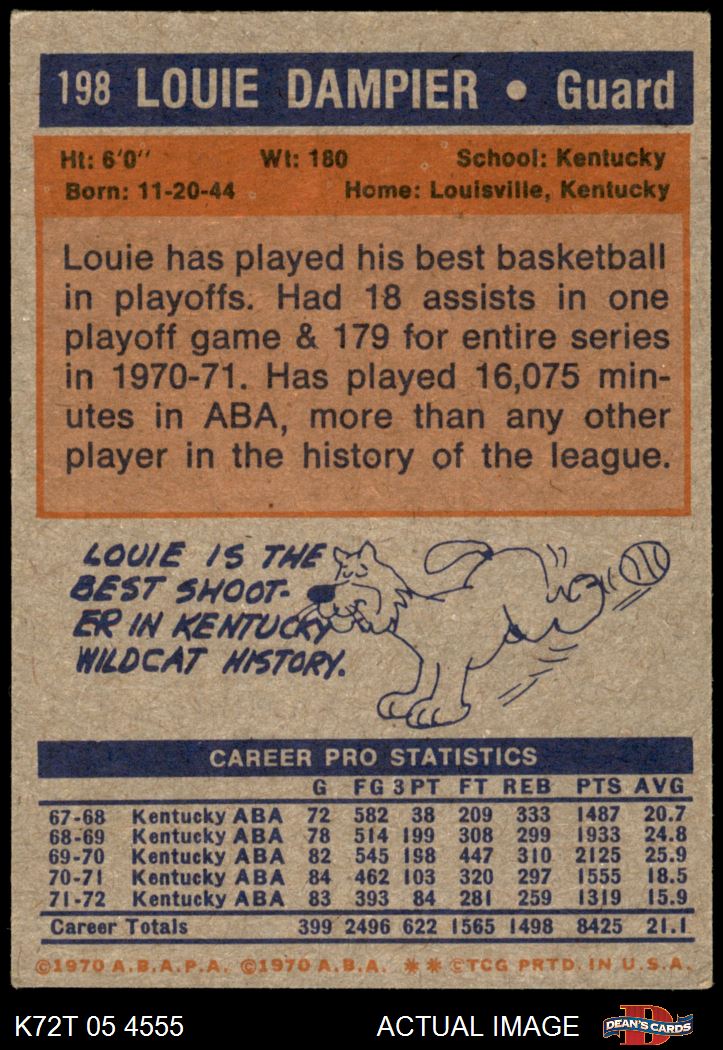 198 LOUIE DAMPIER • Guard
Ht: 6'0" Wt: 180 School: Kentucky
Born: 11-20-44 Home: Louisville, Kentucky
Louie has played his best basketball
in playoffs. Had 18 assists in one
playoff game & 179 for entire series
in 1970-71. Has played 16,075 min-
utes in ABA, more than any other
player in the history of the league.
LOUIE IS THE
BEST SHOOT-
ER IN KENTUCKY
WILDCAT HISTORY.
CAREER PRO STATISTICS
G FG 3PT FT REB PTS AVG
67-68 Kentucky ABA 72 582 38 209 333 1487 20.7
68-69 Kentucky ABA 78 514 199 308 299 1933 24.8
69-70 Kentucky ABA 82 545 198 447 310 2125 25.9
70-71 Kentucky ABA 84 462 103 320 297 1555 18.5
71-72 Kentucky ABA 83 393 84 281 259 1319 15.9
Career Totals 399 2496 622 1565 1498 8425 21.1
©1970 A.B.A.P.A. ©1970 A.B.A. ** ©TCG PRTD. IN U.S.A.
K72T 05 4555 ACTUAL IMAGE D DEAN'S CARDS